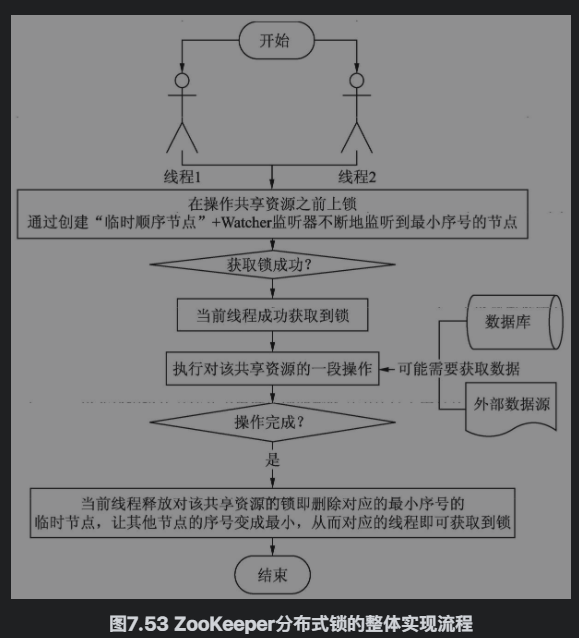 开始
线程1
线程2
在操作共享资源之前上锁
通过创建“临时顺序节点”+Watcher监听器不断地监听到最小序号的节点
获取锁成功？
当前线程成功获取到锁
数据库
执行对该共享资源的一段操作
可能需要获取数据
外部数据源
操作完成？
是
当前线程释放对该共享资源的锁即删除对应的最小序号的
临时节点，让其他节点的序号变成最小，从而对应的线程即可获取到锁
结束
图7.53 ZooKeeper分布式锁的整体实现流程